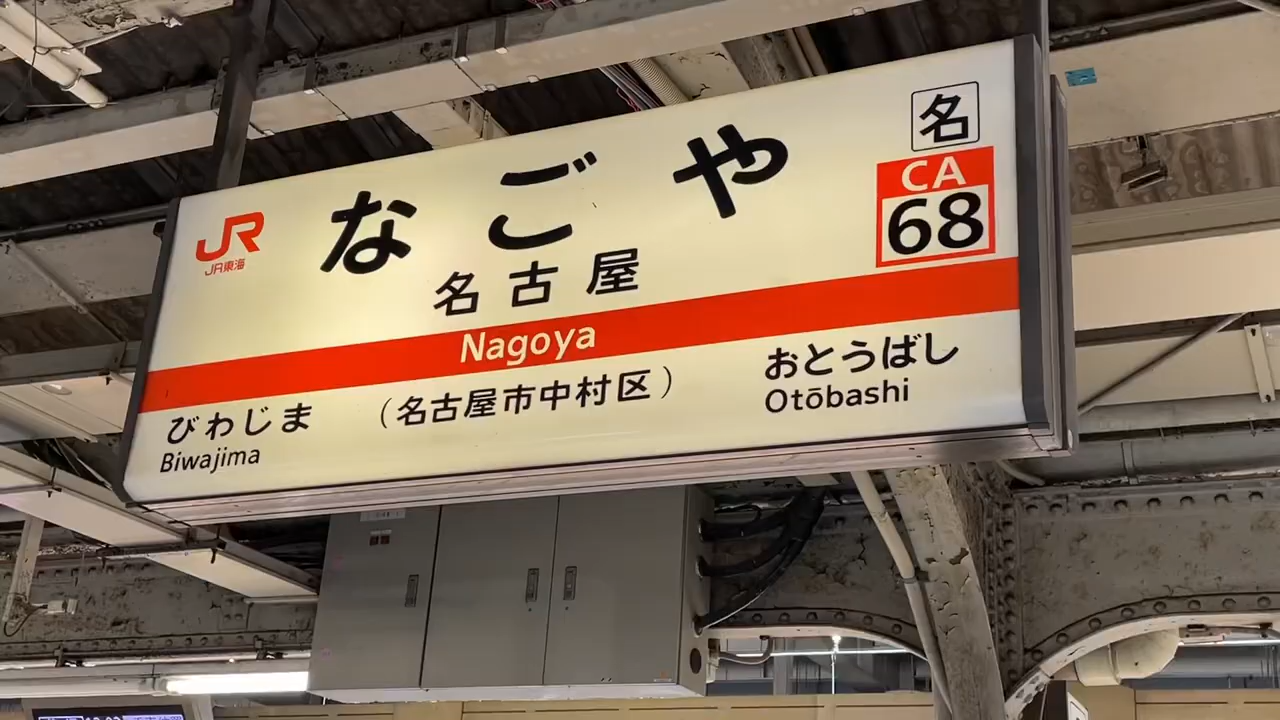 JR
JR東海
なごや
名
CA
68
名古屋
Nagoya
びわじま
Biwajima
（名古屋市中村区）
おとうばし
Otōbashi